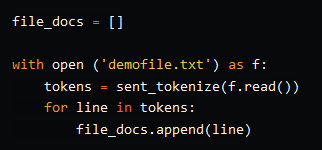 file_docs = []

with open ('demofile.txt') as f:
    tokens = sent_tokenize(f.read())
    for line in tokens:
        file_docs.append(line)